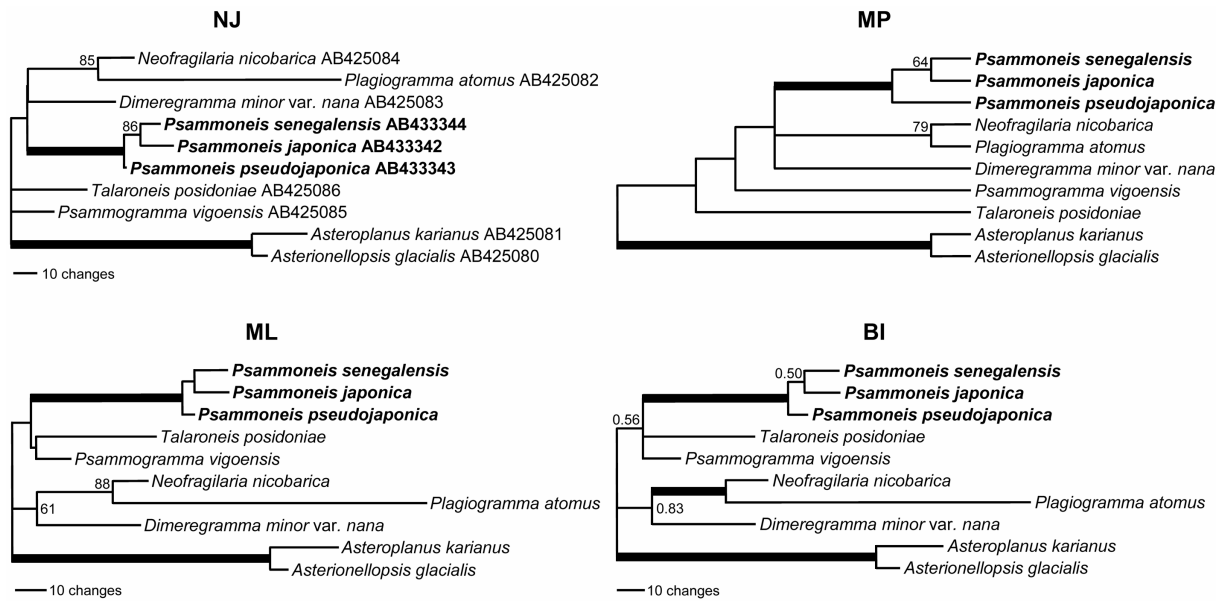 NJ
85
Neofragilaria nicobarica AB425084
Plagiogramma atomus AB425082
Dimeregramma minor var. nana AB425083
86
Psammoneis senegalensis AB433344
Psammoneis japonica AB433342
Psammoneis pseudojaponica AB433343
Talaroneis posidoniae AB425086
Psammogramma vigoensis AB425085
Asteroplanus karianus AB425081
Asterionellopsis glacialis AB425080
10 changes
MP
64
Psammoneis senegalensis
Psammoneis japonica
Psammoneis pseudojaponica
79
Neofragilaria nicobarica
Plagiogramma atomus
Dimeregramma minor var. nana
Psammogramma vigoensis
Talaroneis posidoniae
Asteroplanus karianus
Asterionellopsis glacialis
ML
Psammoneis senegalensis
Psammoneis japonica
Psammoneis pseudojaponica
Talaroneis posidoniae
Psammogramma vigoensis
88
Neofragilaria nicobarica
61
Plagiogramma atomus
Dimeregramma minor var. nana
Asteroplanus karianus
Asterionellopsis glacialis
10 changes
BI
0.50
Psammoneis senegalensis
Psammoneis japonica
0.56
Psammoneis pseudojaponica
Talaroneis posidoniae
Psammogramma vigoensis
Neofragilaria nicobarica
0.83
Plagiogramma atomus
Dimeregramma minor var. nana
Asteroplanus karianus
Asterionellopsis glacialis
10 changes